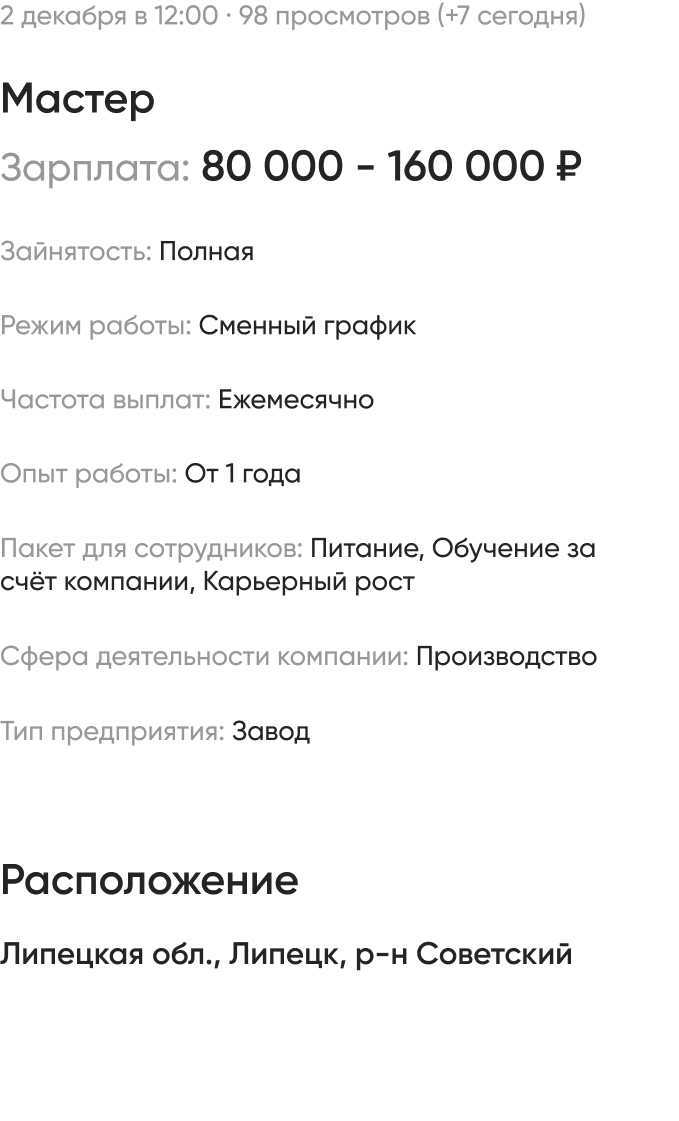 2 декабря в 12:00 · 98 просмотров (+7 сегодня)
Мастер
Зарплата: 80 000 - 160 000 ₽
Зайнятость: Полная
Режим работы: Сменный график
Частота выплат: Ежемесячно
Опыт работы: От 1 года
Пакет для сотрудников: Питание, Обучение за
счёт компании, Карьерный рост
Сфера деятельности компании: Производство
Тип предприятия: Завод
Расположение
Липецкая обл., Липецк, р-н Советский